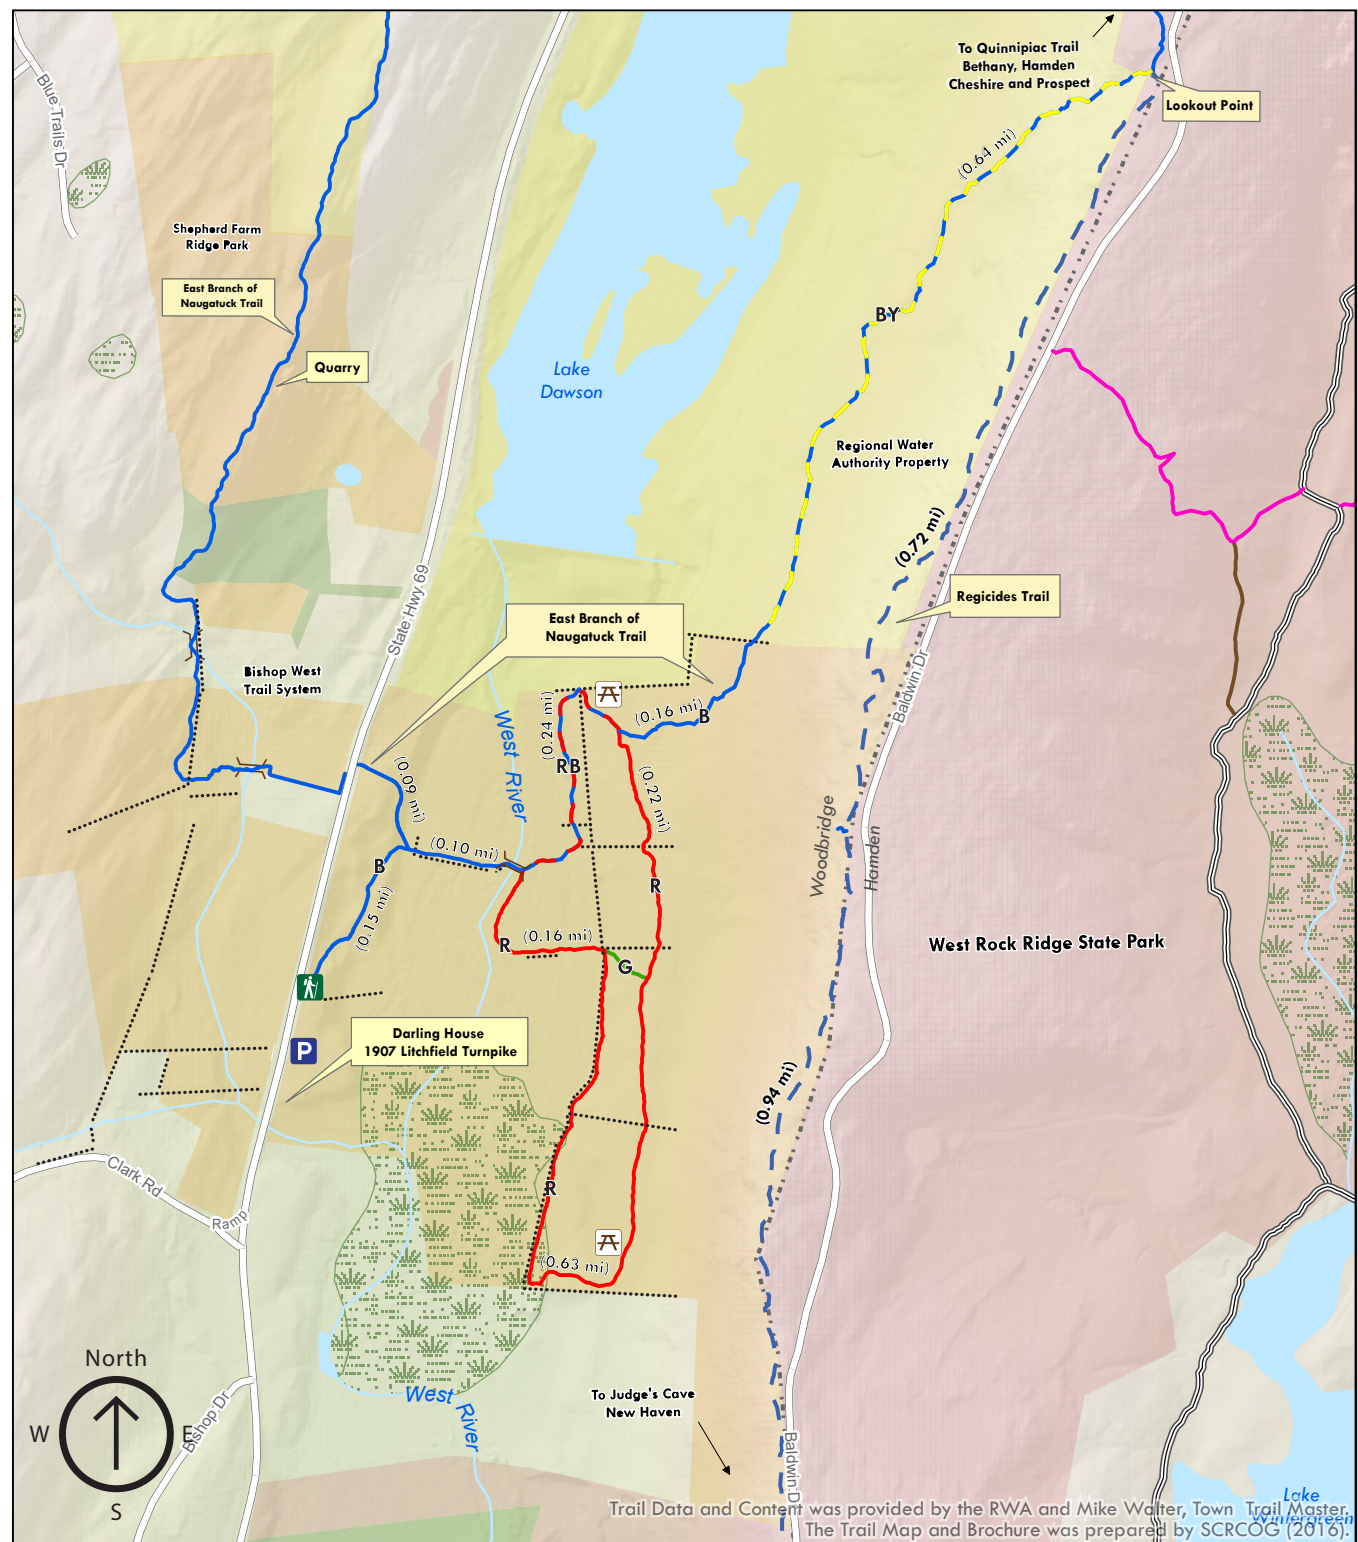 To Quinnipiac Trail
Bethany, Hamden
Cheshire and Prospect
Lookout Point
Blue Trails Dr
(0.64 mi)
Shepherd Farm
Ridge Park
East Branch of
Naugatuck Trail
BY
Quarry
Lake
Dawson
Regional Water
Authority Property
(0.72 mi)
State Hwy 69
Regicides Trail
East Branch of
Naugatuck Trail
Bishop West
Trail System
Baldwin Dr
(0.24 mi)
(0.16 mi)
B
West River
RB
(0.09 mi)
(0.22 mi)
Woodbridge
Hamden
(0.10 mi)
B
R
(0.15 mi)
(0.16 mi)
R
West Rock Ridge State Park
G
Darling House
1907 Litchfield Turnpike
P
(0.94 mi)
Clark Rd
R
Ramp
(0.63 mi)
North
W
E
S
Bishop Dr
West River
To Judge's Cave
New Haven
Baldwin D
Lake
Wintergreen
Trail Data and Content was provided by the RWA and Mike Walter, Town Trail Master.
The Trail Map and Brochure was prepared by SCRCOG (2016).